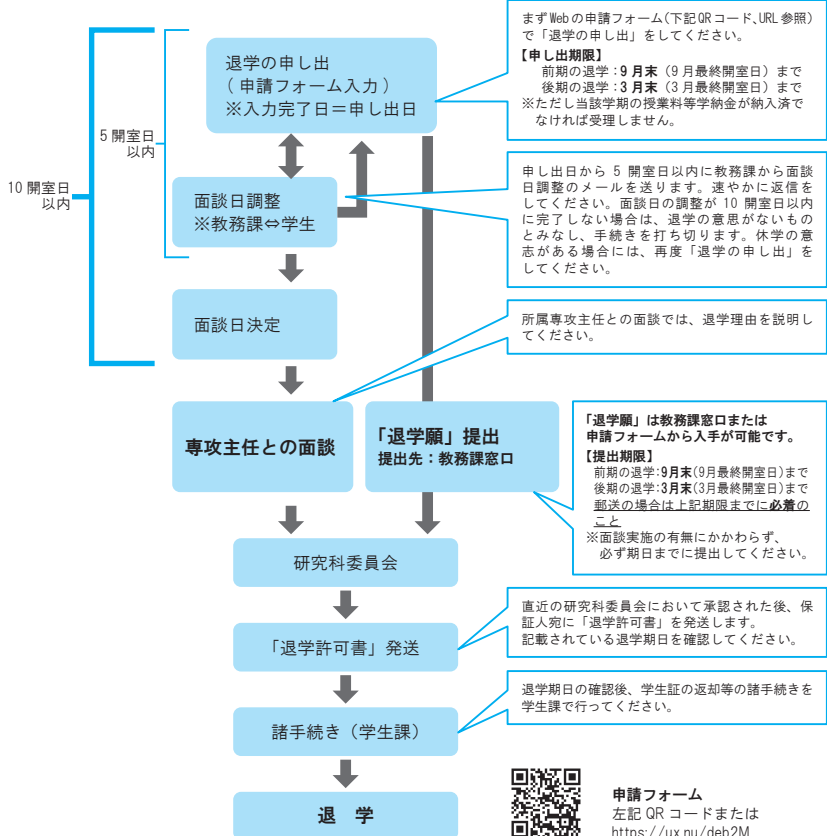 退学の申し出
( 申請フォーム入力 )
※入力完了日＝申し出日
まずWebの申請フォーム(下記QRコード、URL参照)
で「退学の申し出」をしてください。
【申し出期限】
前期の退学：9月末（9月最終開室日）まで
後期の退学：3月末（3月最終開室日）まで
※ただし当該学期の授業料等学納金が納入済で
なければ受理しません。
5 開室日
以内
10 開室日
以内
面談日調整
※教務課⇔学生
申し出日から 5 開室日以内に教務課から面談
日調整のメールを送ります。速やかに返信を
してください。面談日の調整が 10 開室日以内
に完了しない場合は、退学の意思がないもの
とみなし、手続きを打ち切ります。休学の意
志がある場合には、再度「退学の申し出」を
してください。
面談日決定
所属専攻主任との面談では、退学理由を説明し
てください。
専攻主任との面談
「退学願」提出
提出先：教務課窓口
「退学願」は教務課窓口または
申請フォームから入手が可能です。
【提出期限】
前期の退学:9月末(9月最終開室日)まで
後期の退学:3月末(3月最終開室日)まで
郵送の場合は上記期限までに必着の
こと
※面談実施の有無にかかわらず、
必ず期日までに提出してください。
研究科委員会
「退学許可書」発送
直近の研究科委員会において承認された後、保
証人宛に「退学許可書」を発送します。
記載されている退学期日を確認してください。
諸手続き（学生課）
退学期日の確認後、学生証の返却等の諸手続きを
学生課で行ってください。
退　学
申請フォーム
左記 QR コードまたは
https://ux.nu/deb2M